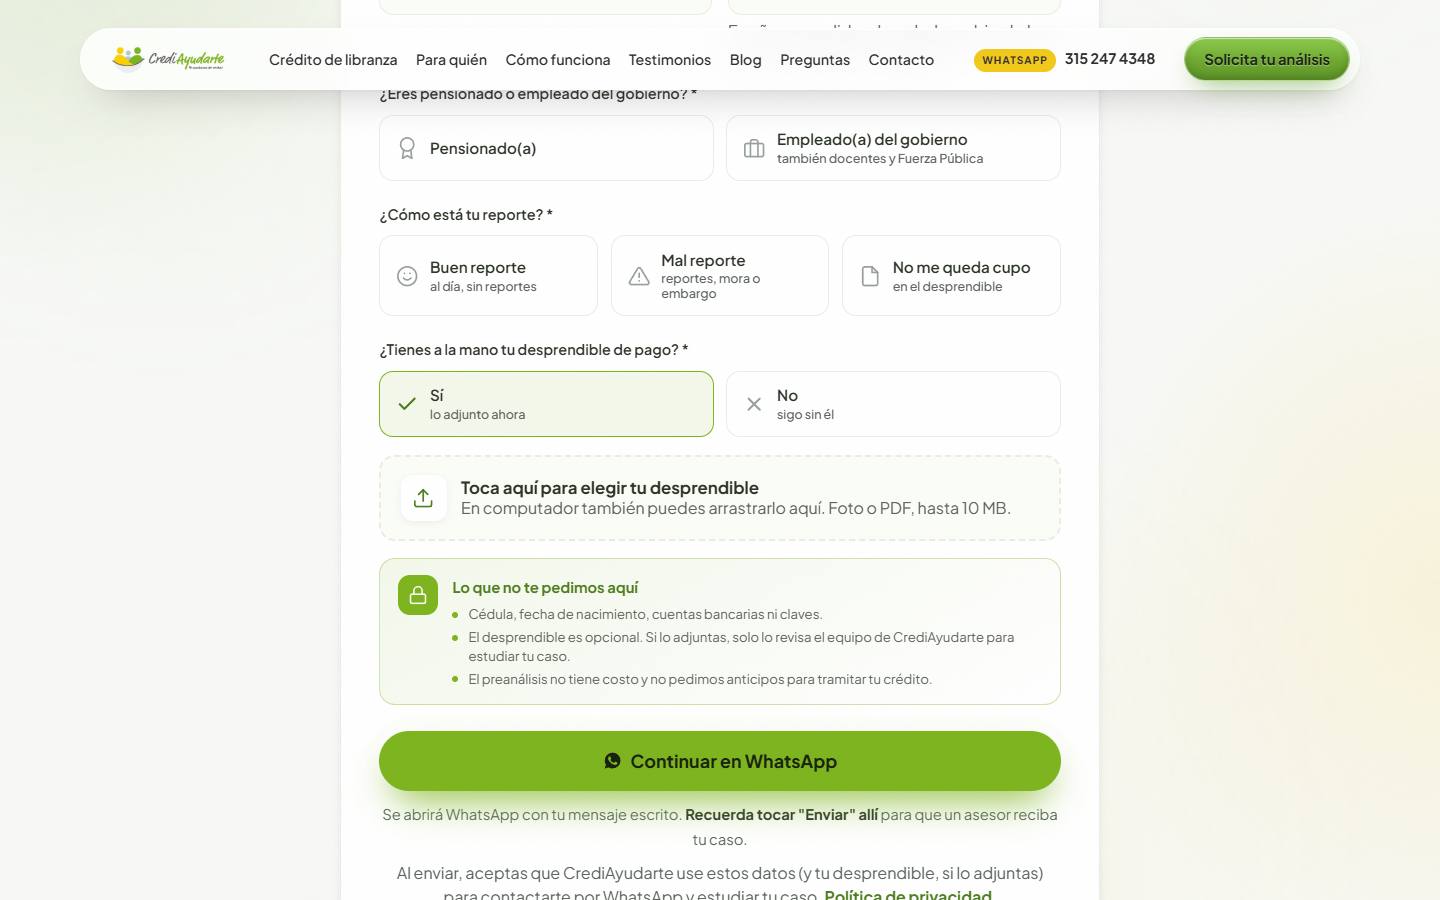 CrediAyudarte
Crédito de libranza
Para quién
Cómo funciona
Testimonios
Blog
Preguntas
Contacto
WHATSAPP
315 247 4348
Solicita tu análisis
¿Eres pensionado o empleado del gobierno? *
Pensionado(a)
Empleado(a) del gobierno
también docentes y Fuerza Pública
¿Cómo está tu reporte? *
Buen reporte
al día, sin reportes
Mal reporte
reportes, mora o
embargo
No me queda cupo
en el desprendible
¿Tienes a la mano tu desprendible de pago? *
Sí
lo adjunto ahora
No
sigo sin él
Toca aquí para elegir tu desprendible
En computador también puedes arrastrarlo aquí. Foto o PDF, hasta 10 MB.
Lo que no te pedimos aquí
Cédula, fecha de nacimiento, cuentas bancarias ni claves.
El desprendible es opcional. Si lo adjuntas, solo lo revisa el equipo de CrediAyudarte para
estudiar tu caso.
El preanálisis no tiene costo y no pedimos anticipos para tramitar tu crédito.
Continuar en WhatsApp
Se abrirá WhatsApp con tu mensaje escrito. Recuerda tocar "Enviar" allí para que un asesor reciba
tu caso.
Al enviar, aceptas que CrediAyudarte use estos datos (y tu desprendible, si lo adjuntas)
para contactarte por WhatsApp y estudiar tu caso. Política de privacidad